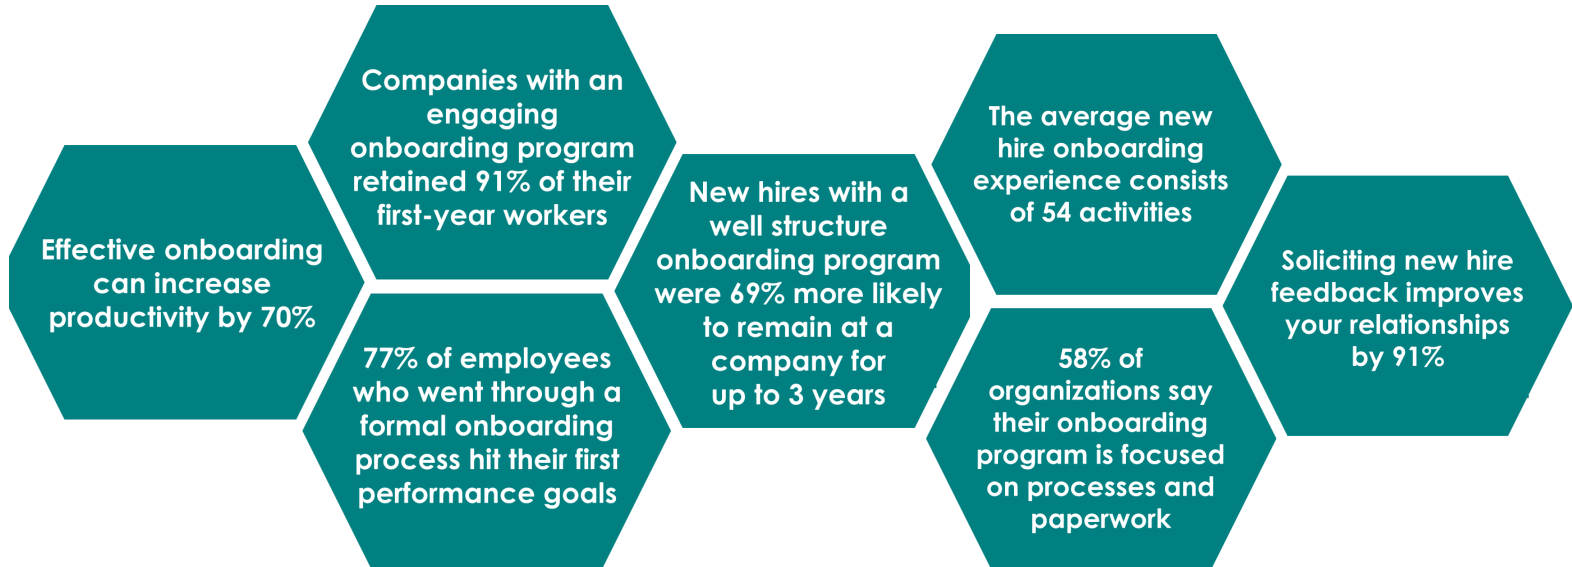 Effective onboarding
can increase
productivity by 70%
Companies with an
engaging
onboarding program
retained 91% of their
first-year workers
77% of employees
who went through a
formal onboarding
process hit their first
performance goals
New hires with a
well structure
onboarding program
were 69% more likely
to remain at a
company for
up to 3 years
The average new
hire onboarding
experience consists
of 54 activities
58% of
organizations say
their onboarding
program is focused
on processes and
paperwork
Soliciting new hire
feedback improves
your relationships
by 91%